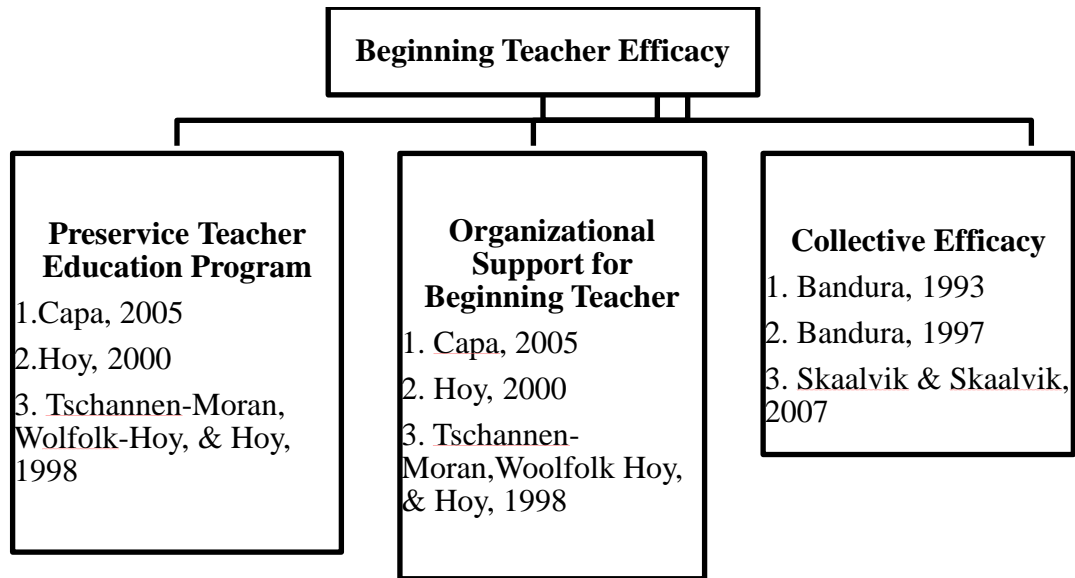 Beginning Teacher Efficacy
Preservice Teacher
Education Program
1.Capa, 2005
2.Hoy, 2000
3. Tschannen-Moran,
Wolfolk-Hoy, & Hoy,
1998
Organizational
Support for
Beginning Teacher
1. Capa, 2005
2. Hoy, 2000
3. Tschannen-
Moran,Woolfolk Hoy,
& Hoy, 1998
Collective Efficacy
1. Bandura, 1993
2. Bandura, 1997
3. Skaalvik & Skaalvik,
2007